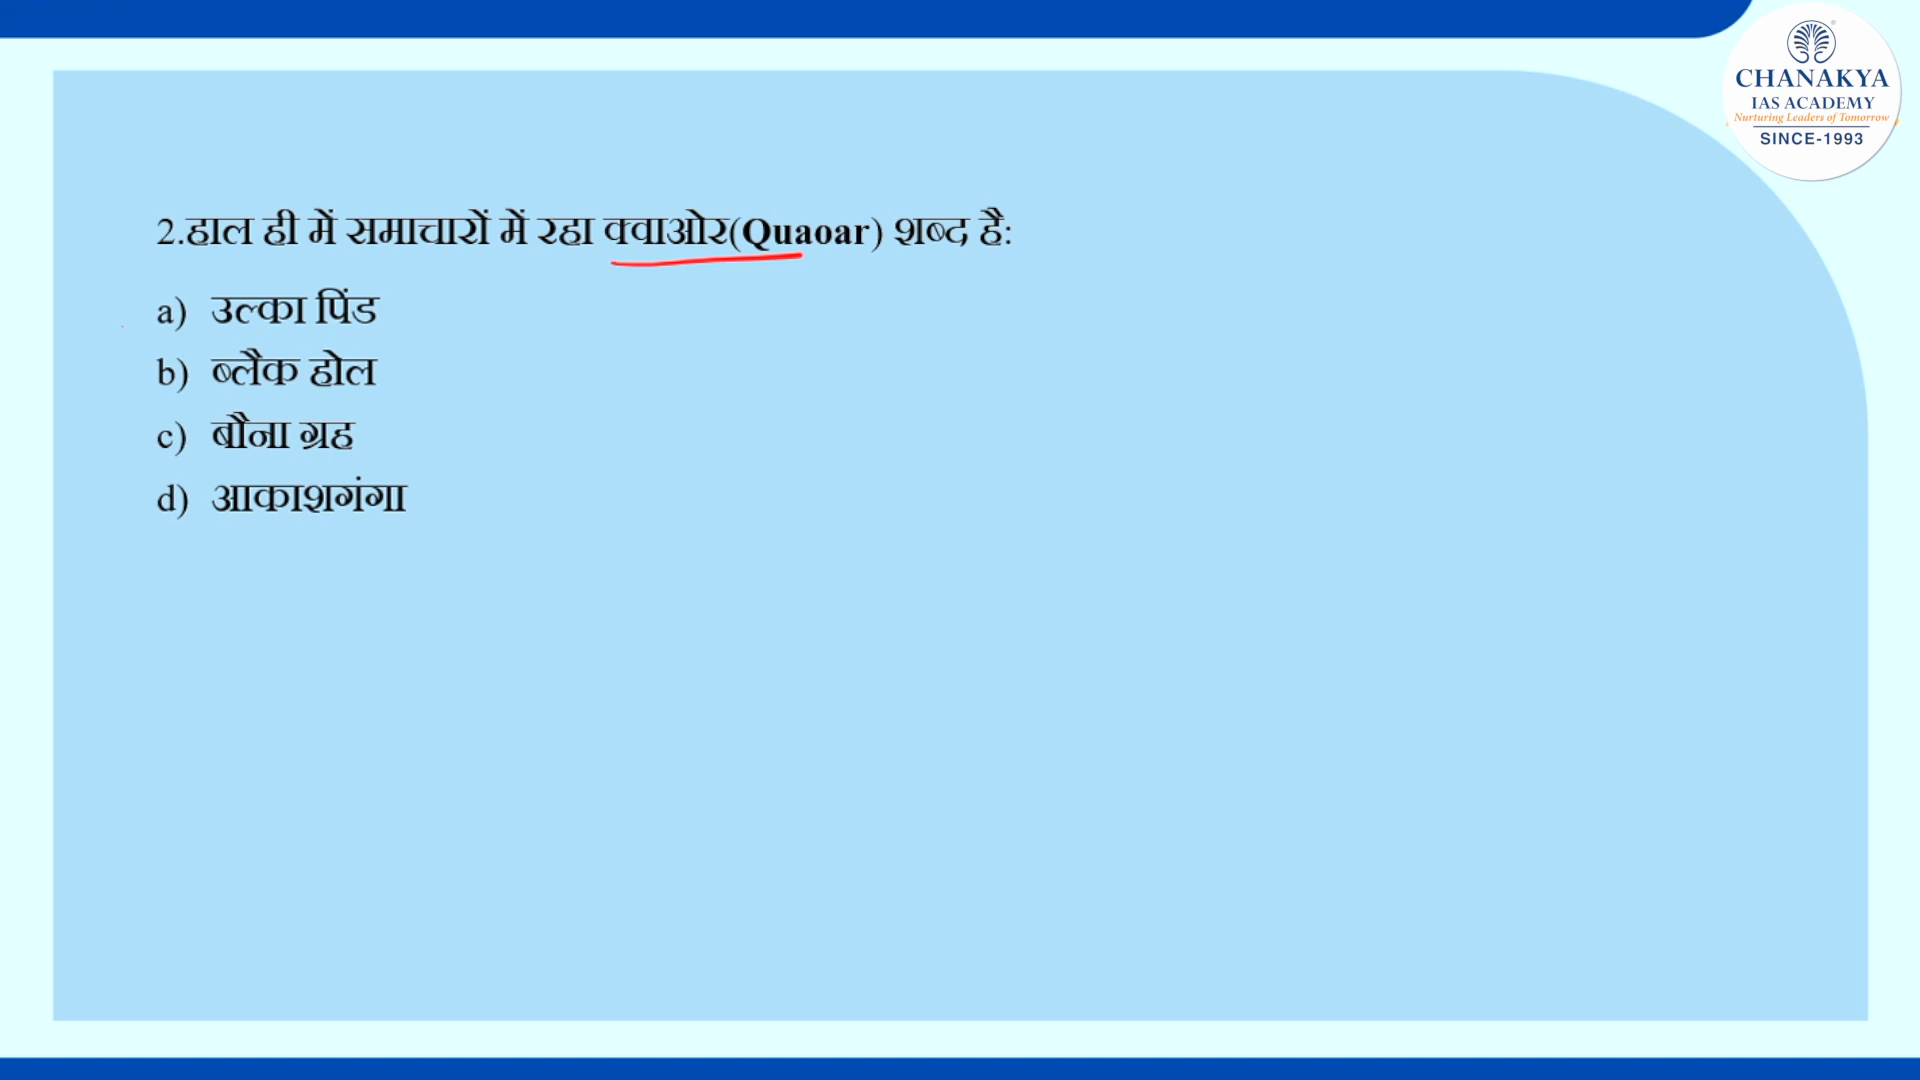 CHANAKYA
IAS ACADEMY
Nurturing Leaders of Tomorrow
SINCE-1993
2.हाल ही में समाचारों में रहा क्वाओर(Quaoar) शब्द है:
a) उल्का पिंड
b) ब्लैक होल
c) बौना ग्रह
d) आकाशगंगा